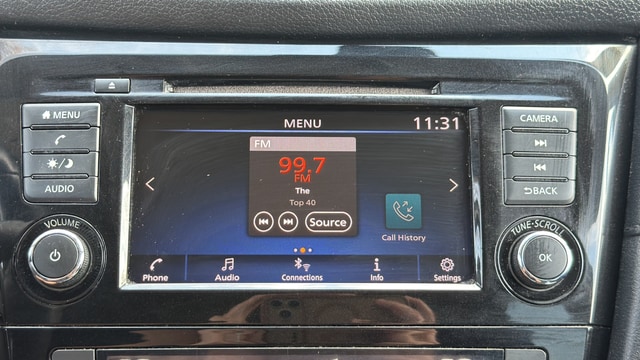 MENU
AUDIO
VOLUME
MENU
11:31
FM
99.7
FM
The
Top 40
Source
Call History
Phone
Audio
Connections
Info
Settings
CAMERA
BACK
TUNE•SCROLL
OK